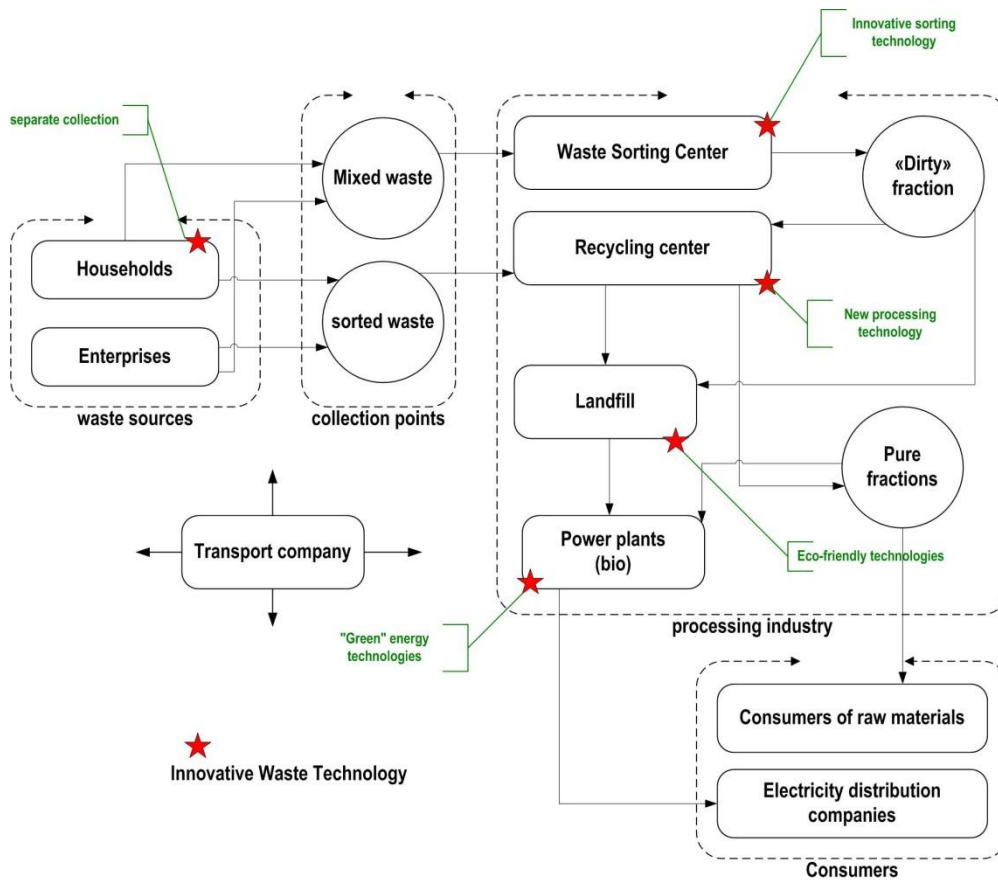 Innovative sorting
technology
separate collection
Mixed waste
Waste Sorting Center
«Dirty»
fraction
Households
Recycling center
sorted waste
Enterprises
New processing
technology
waste sources
collection points
Landfill
Pure
fractions
Transport company
Power plants
(bio)
Eco-friendly technologies
"Green" energy
technologies
processing industry
Consumers of raw materials
Innovative Waste Technology
Electricity distribution
companies
Consumers